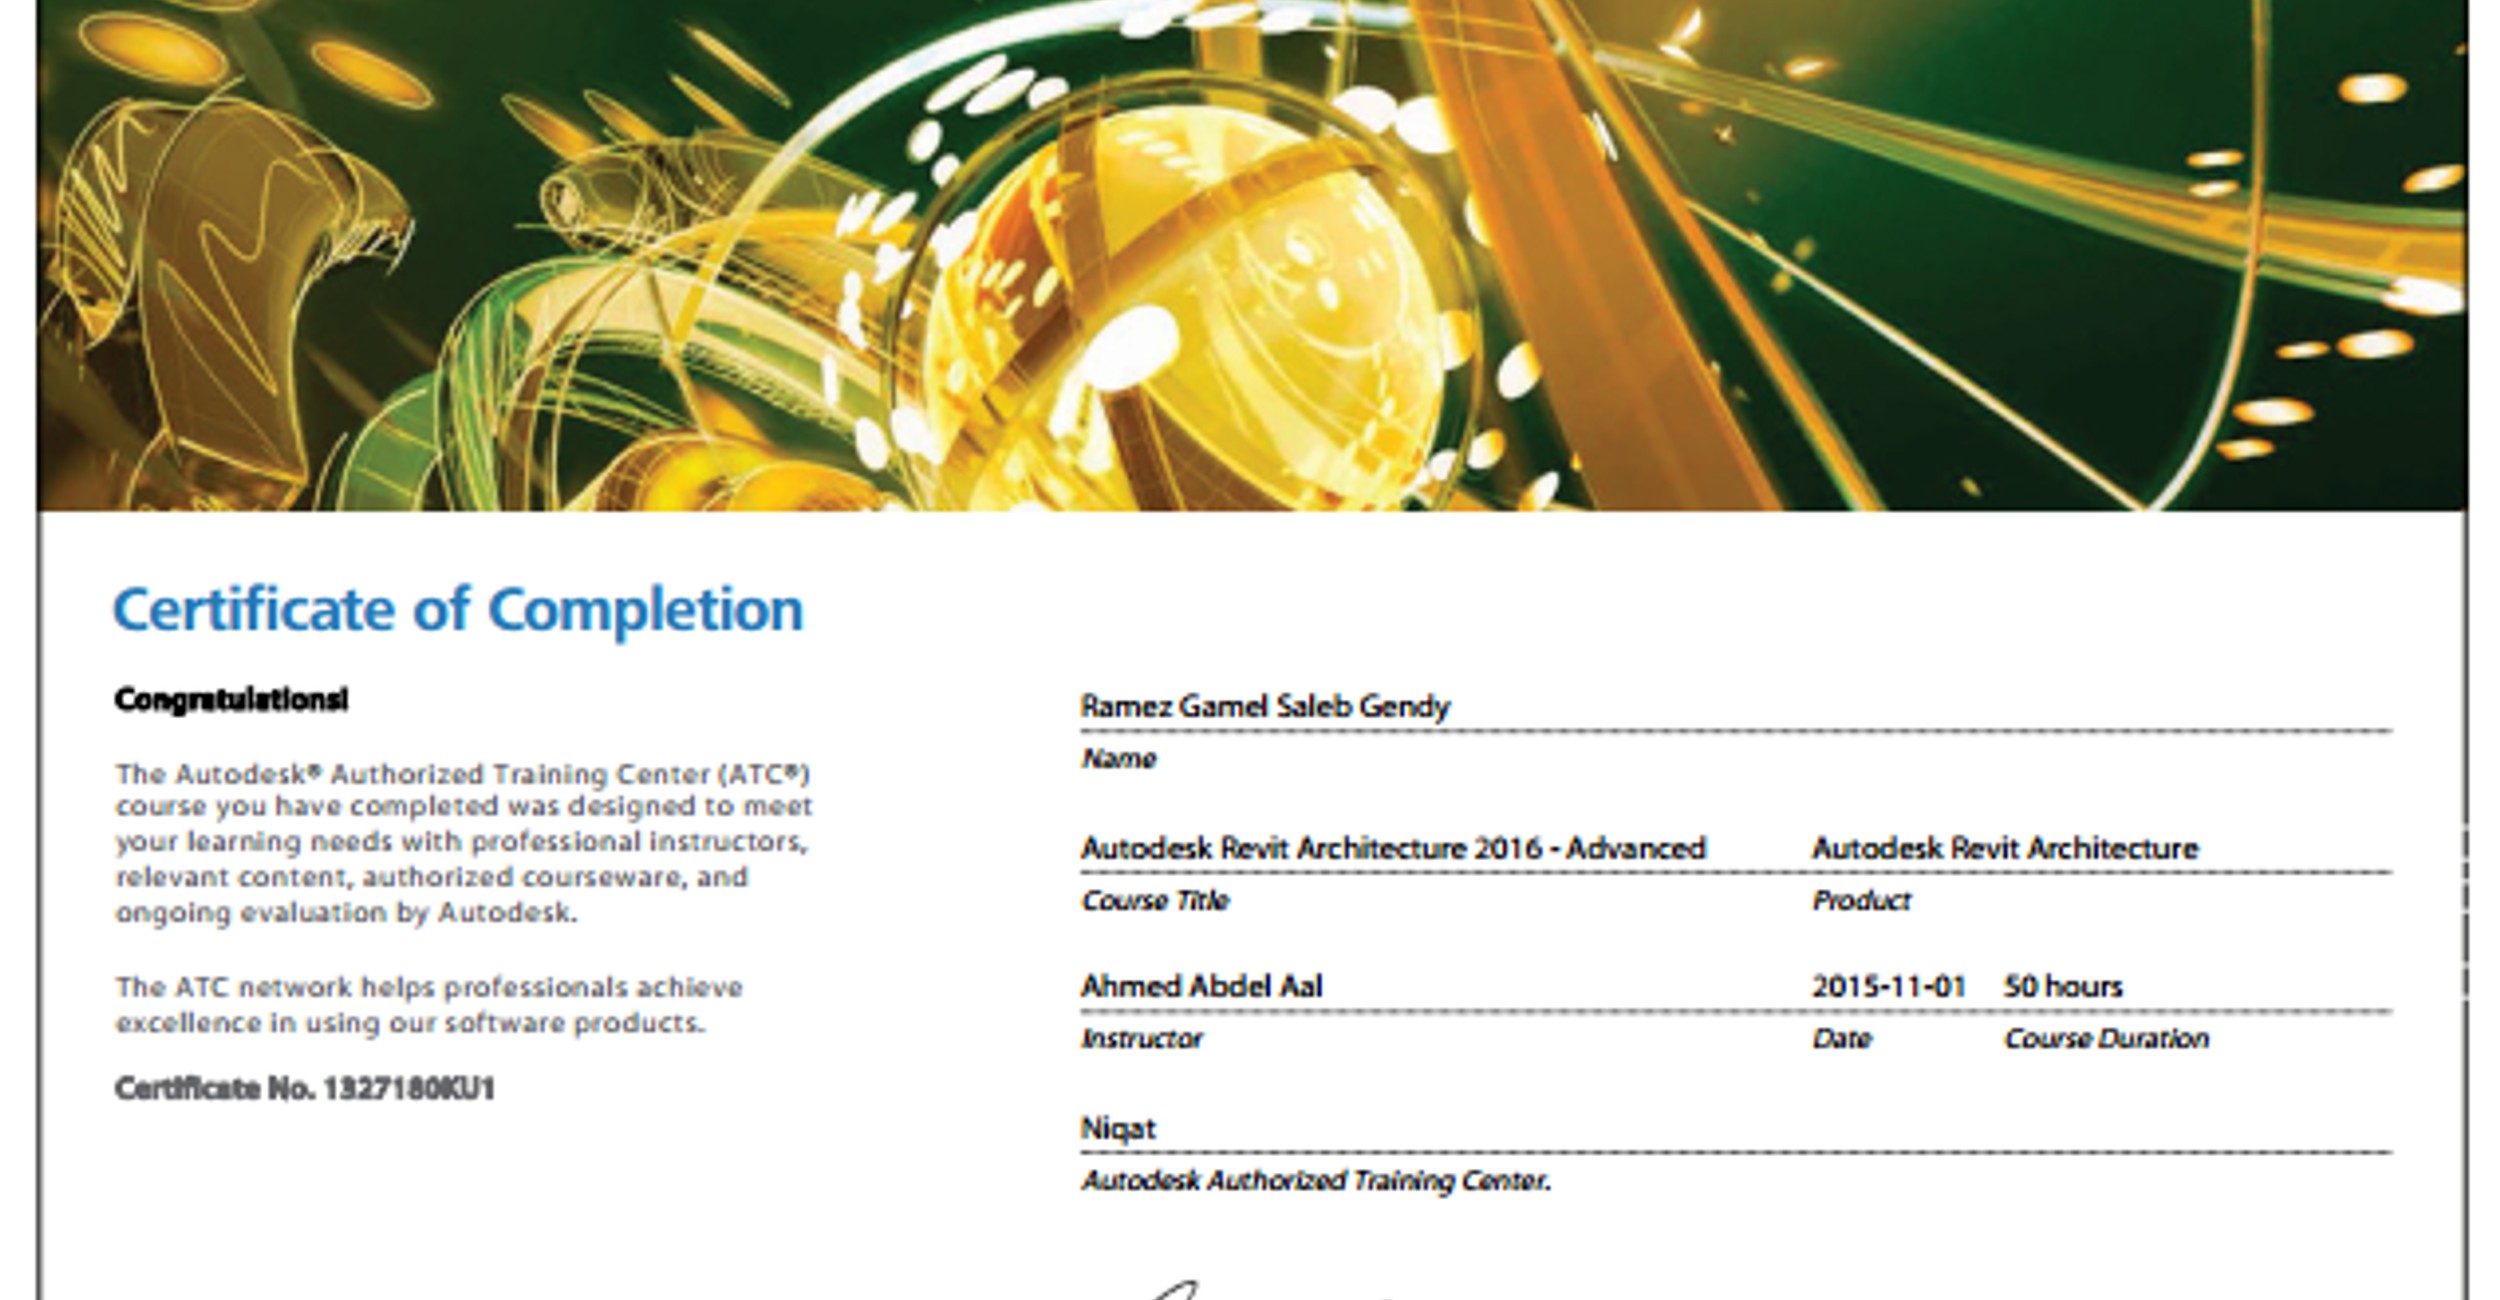 Certificate of Completion
Congratulations!
The Autodesk® Authorized Training Center (ATC®)
course you have completed was designed to meet
your learning needs with professional instructors,
relevant content, authorized courseware, and
ongoing evaluation by Autodesk.
The ATC network helps professionals achieve
excellence in using our software products.
Certificate No. 1327180KU1
Ramez Gamel Saleb Gendy
Name
Autodesk Revit Architecture 2016 - Advanced Autodesk Revit Architecture
Course Title Product
Ahmed Abdel Aal 2015-11-01 50 hours
Instructor Date Course Duration
Niqat
Autodesk Authorized Training Center.